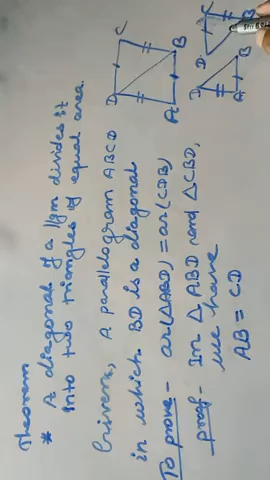 Theorem
* A diagonal of a ||gm divides it
into two triangles of equal area.
Given, A parallelogram ABCD
in which BD is a diagonal
To prove - ar(△ABD) = ar(CDB)
proof - In △ABD and △CBD,
we have
AB = CD
D C
A B
D C
B
D
A B